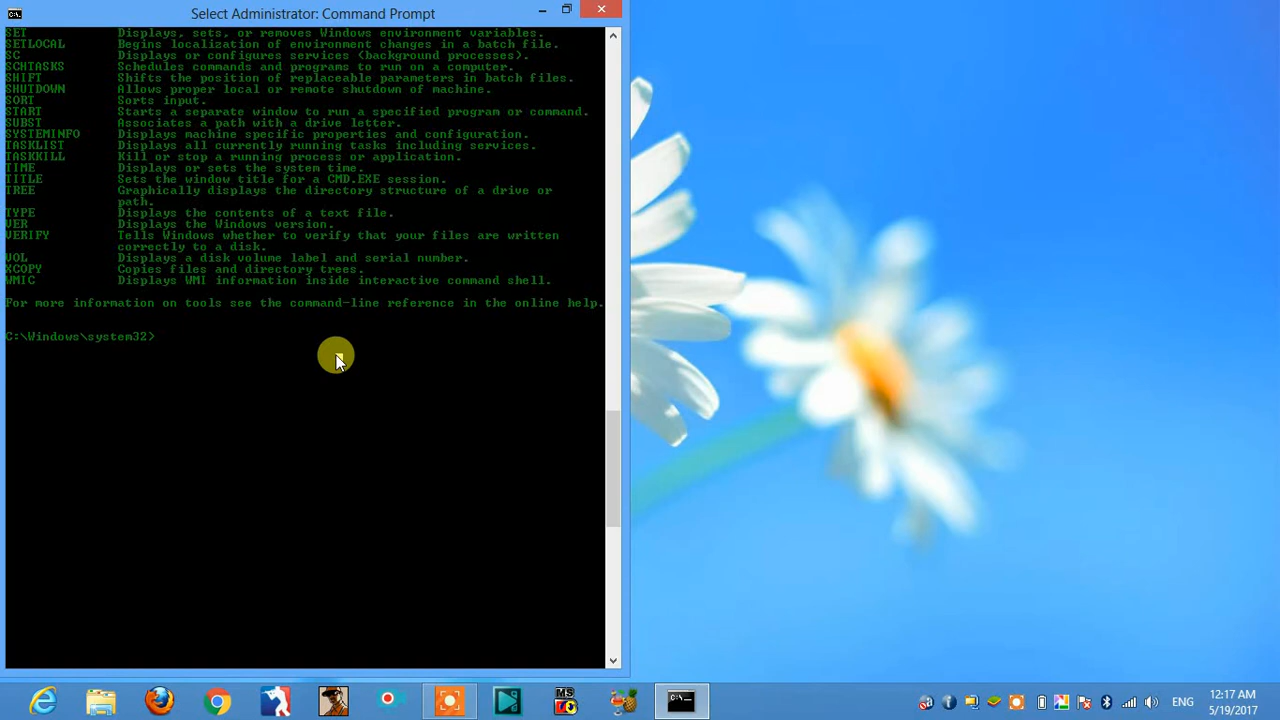 Select Administrator: Command Prompt
SET Displays, sets, or removes Windows environment variables.
SETLOCAL Begins localization of environment changes in a batch file.
SC Displays or configures services (background processes).
SCHTASKS Schedules commands and programs to run on a computer.
SHIFT Shifts the position of replaceable parameters in batch files.
SHUTDOWN Allows proper local or remote shutdown of machine.
SORT Sorts input.
START Starts a separate window to run a specified program or command.
SUBST Associates a path with a drive letter.
SYSTEMINFO Displays machine specific properties and configuration.
TASKLIST Displays all currently running tasks including services.
TASKKILL Kill or stop a running process or application.
TIME Displays or sets the system time.
TITLE Sets the window title for a CMD.EXE session.
TREE Graphically displays the directory structure of a drive or
path.
TYPE Displays the contents of a text file.
VER Displays the Windows version.
VERIFY Tells Windows whether to verify that your files are written
correctly to a disk.
VOL Displays a disk volume label and serial number.
XCOPY Copies files and directory trees.
WMIC Displays WMI information inside interactive command shell.
For more information on tools see the command-line reference in the online help.
C:\Windows\system32>
MS
ENG
12:17 AM
5/19/2017